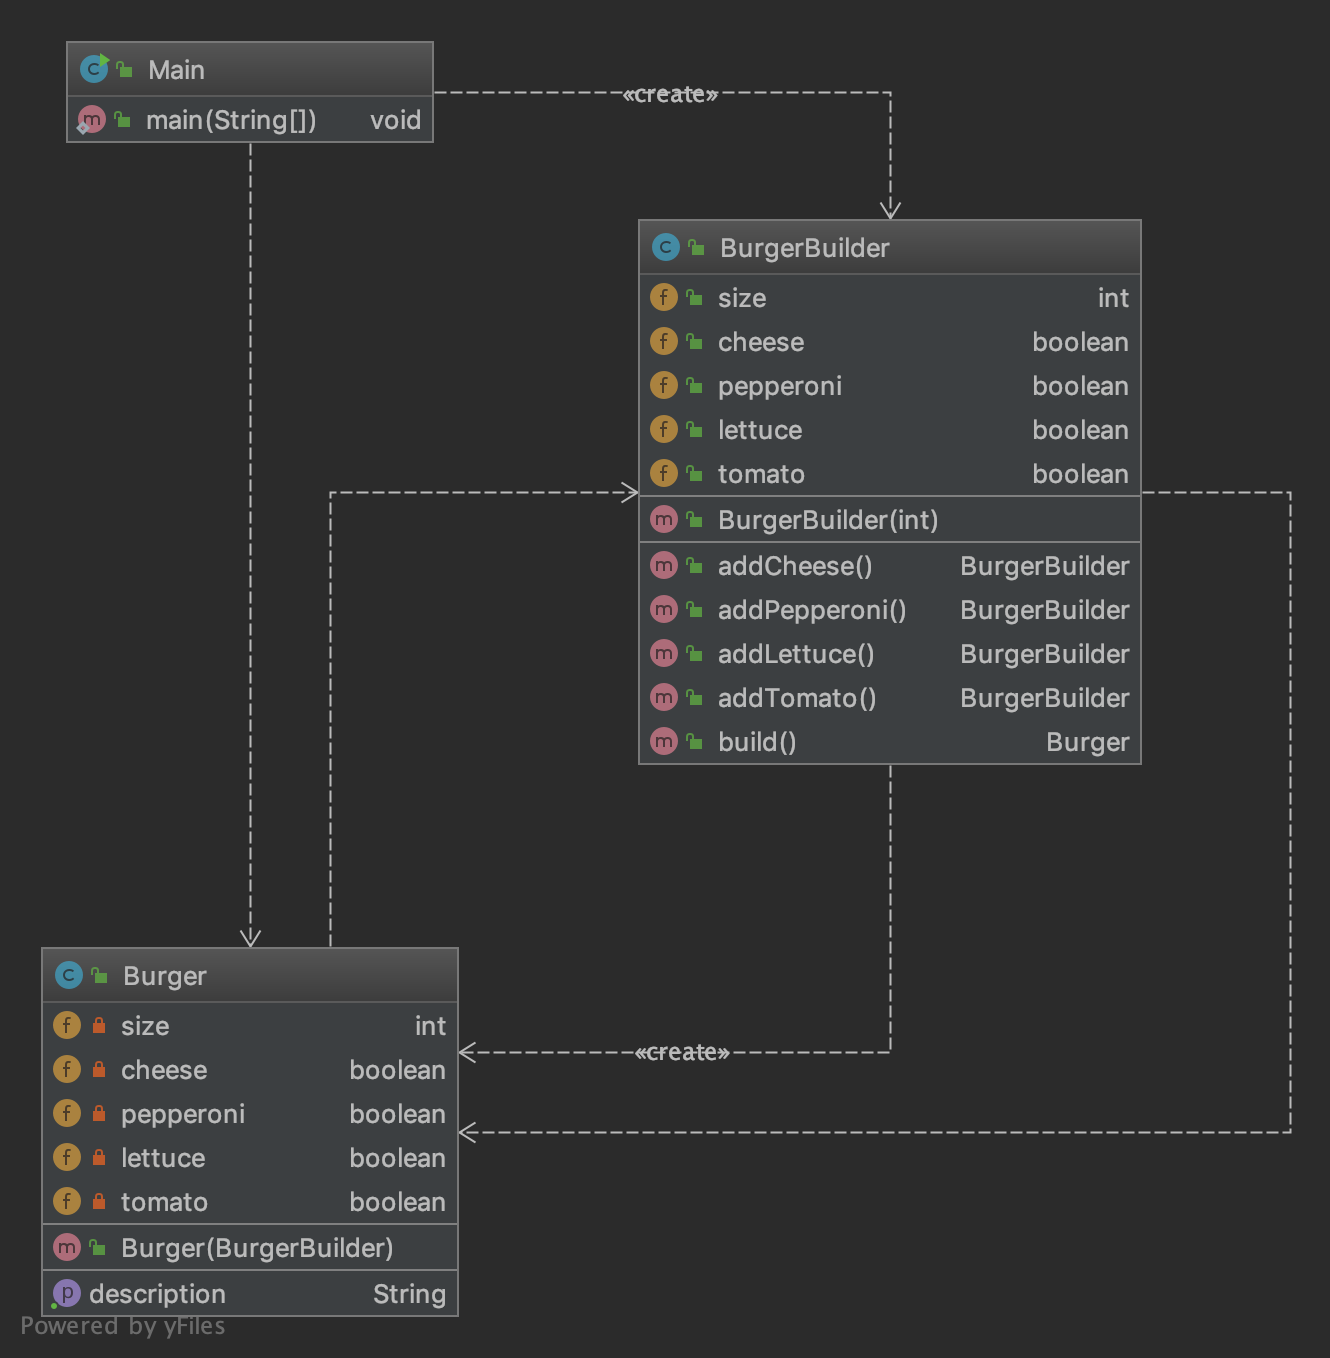 Main
main(String[]) void
«create»
BurgerBuilder
size int
cheese boolean
pepperoni boolean
lettuce boolean
tomato boolean
BurgerBuilder(int)
addCheese() BurgerBuilder
addPepperoni() BurgerBuilder
addLettuce() BurgerBuilder
addTomato() BurgerBuilder
build() Burger
«create»
Burger
size int
cheese boolean
pepperoni boolean
lettuce boolean
tomato boolean
Burger(BurgerBuilder)
description String
Powered by yFiles